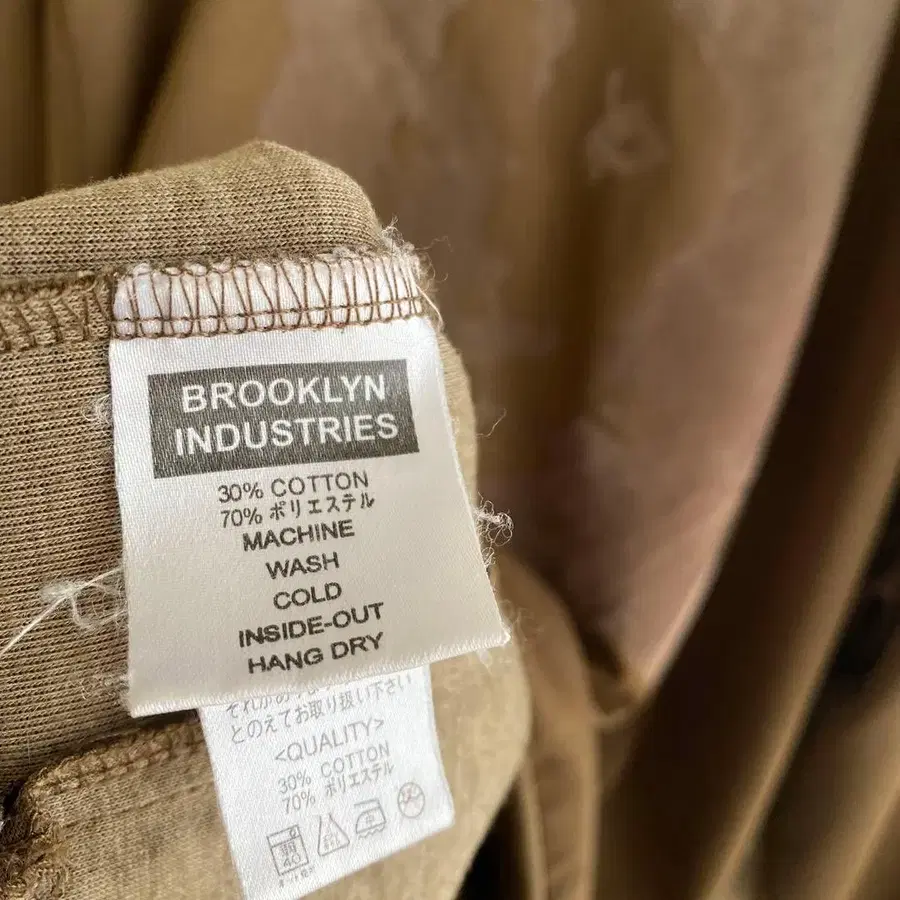 BROOKLYN
INDUSTRIES
30% COTTON
70% ポリエステル
MACHINE
WASH
COLD
INSIDE-OUT
HANG DRY
とのえてお取り扱い下さい
<QUALITY>
30% COTTON
70% ポリエステル
40
中